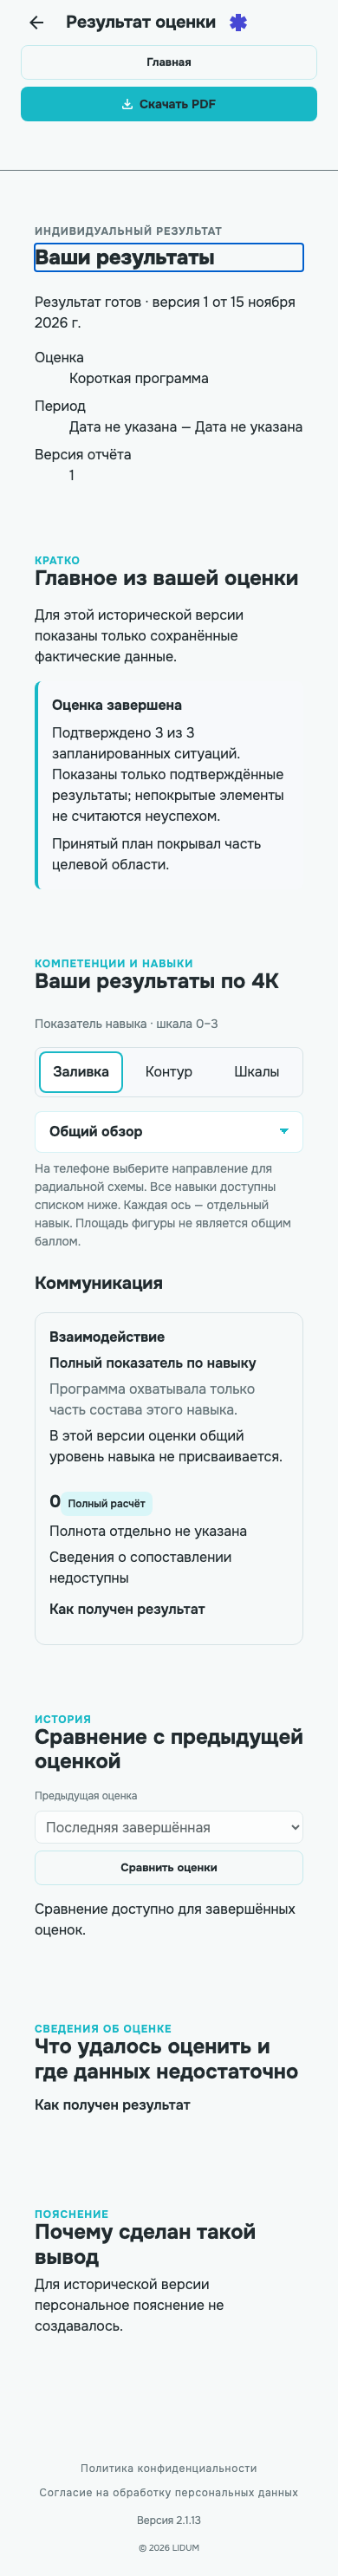 Результат оценки
Главная
Скачать PDF
ИНДИВИДУАЛЬНЫЙ РЕЗУЛЬТАТ
Ваши результаты
Результат готов · версия 1 от 15 ноября
2026 г.
Оценка
Короткая программа
Период
Дата не указана — Дата не указана
Версия отчёта
1
КРАТКО
Главное из вашей оценки
Для этой исторической версии
показаны только сохранённые
фактические данные.
Оценка завершена
Подтверждено 3 из 3
запланированных ситуаций.
Показаны только подтверждённые
результаты; непокрытые элементы
не считаются неуспехом.
Принятый план покрывал часть
целевой области.
КОМПЕТЕНЦИИ И НАВЫКИ
Ваши результаты по 4К
Показатель навыка · шкала 0–3
Заливка
Контур
Шкалы
Общий обзор
На телефоне выберите направление для
радиальной схемы. Все навыки доступны
списком ниже. Каждая ось — отдельный
навык. Площадь фигуры не является общим
баллом.
Коммуникация
Взаимодействие
Полный показатель по навыку
Программа охватывала только
часть состава этого навыка.
В этой версии оценки общий
уровень навыка не присваивается.
0 Полный расчёт
Полнота отдельно не указана
Сведения о сопоставлении
недоступны
Как получен результат
ИСТОРИЯ
Сравнение с предыдущей
оценкой
Предыдущая оценка
Последняя завершённая
Сравнить оценки
Сравнение доступно для завершённых
оценок.
СВЕДЕНИЯ ОБ ОЦЕНКЕ
Что удалось оценить и
где данных недостаточно
Как получен результат
ПОЯСНЕНИЕ
Почему сделан такой
вывод
Для исторической версии
персональное пояснение не
создавалось.
Политика конфиденциальности
Согласие на обработку персональных данных
Версия 2.1.13
© 2026 LIDUM